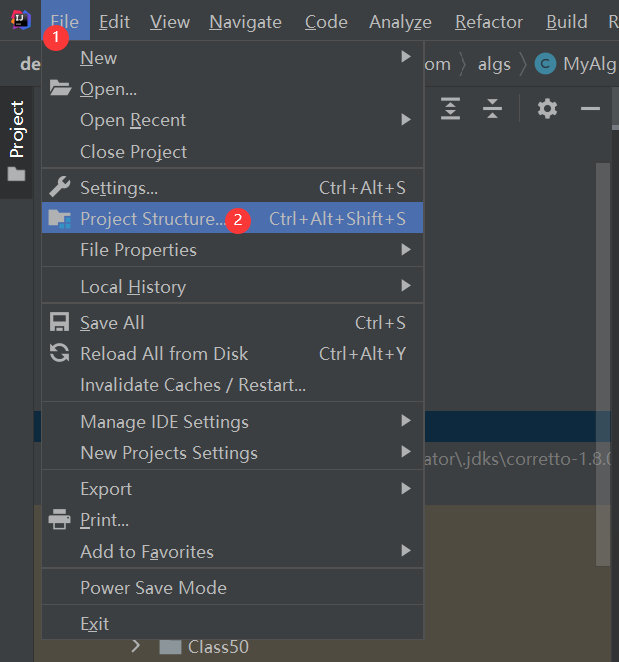 File Edit View Navigate Code Analyze Refactor Build R
1
de
om algs C MyAlg
Project
New
Open...
Open Recent
Close Project
Settings... Ctrl+Alt+S
Project Structure... 2 Ctrl+Alt+Shift+S
File Properties
Local History
Save All Ctrl+S
Reload All from Disk Ctrl+Alt+Y
Invalidate Caches / Restart...
Manage IDE Settings
New Projects Settings
ator\.jdks\corretto-1.8.0
Export
Print...
Add to Favorites
Power Save Mode
Exit
Class50